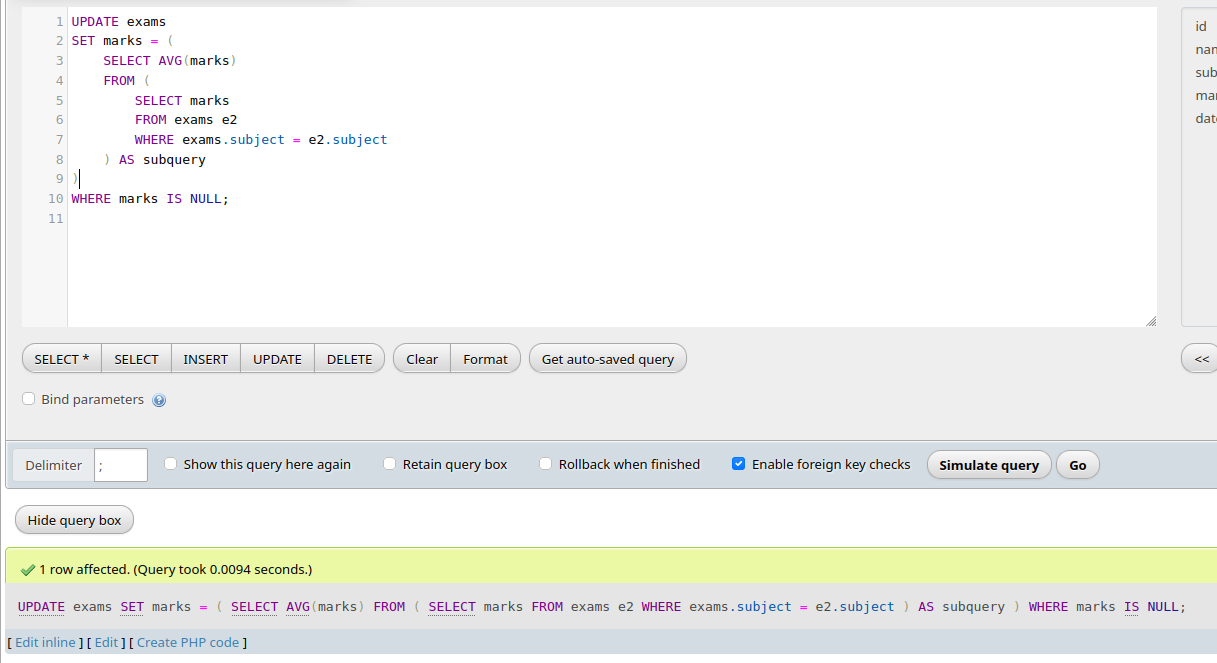 1 UPDATE exams
2 SET marks = (
3 SELECT AVG(marks)
4 FROM (
5 SELECT marks
6 FROM exams e2
7 WHERE exams.subject = e2.subject
8 ) AS subquery
9 )
10 WHERE marks IS NULL;
11
id
nam
sub
mar
date
SELECT * SELECT INSERT UPDATE DELETE Clear Format Get auto-saved query <<
Bind parameters
Delimiter ; Show this query here again Retain query box Rollback when finished Enable foreign key checks Simulate query Go
Hide query box
1 row affected. (Query took 0.0094 seconds.)
UPDATE exams SET marks = ( SELECT AVG(marks) FROM ( SELECT marks FROM exams e2 WHERE exams.subject = e2.subject ) AS subquery ) WHERE marks IS NULL;
[ Edit inline ] [ Edit ] [ Create PHP code ]